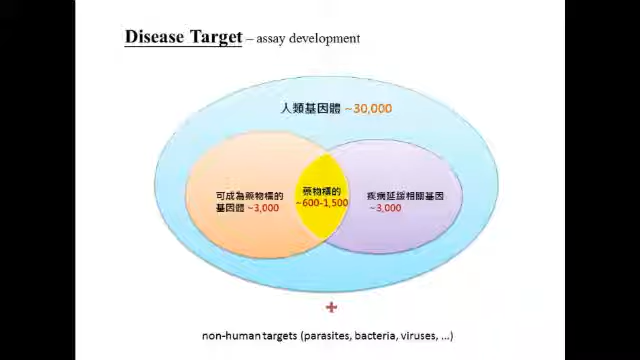 Disease Target – assay development
人類基因體 ~30,000
可成為藥物標的
基因體 ~3,000
藥物標的
~600-1,500
疾病延緩相關基因
~3,000
+
non-human targets (parasites, bacteria, viruses, …)